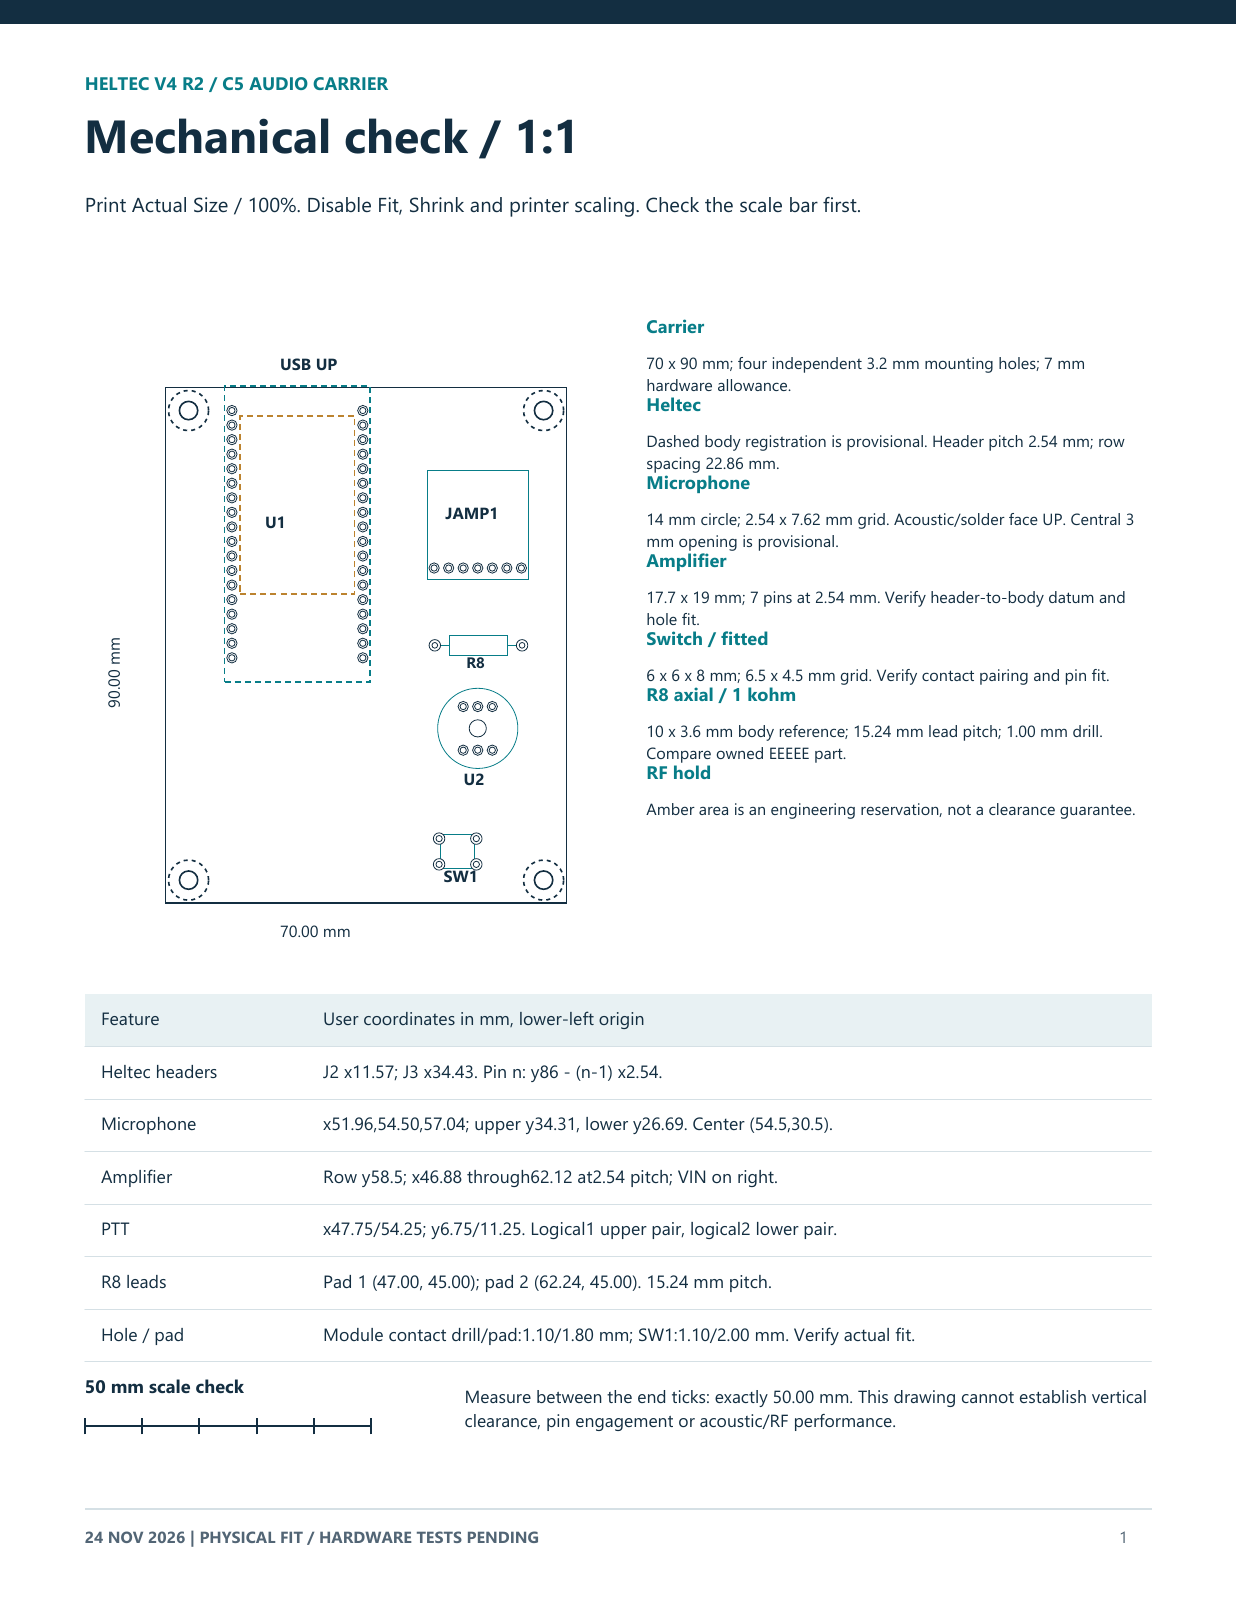 HELTEC V4 R2 / C5 AUDIO CARRIER
Mechanical check / 1:1
Print Actual Size / 100%. Disable Fit, Shrink and printer scaling. Check the scale bar first.
USB UP
U1
JAMP1
R8
U2
SW1
90.00 mm
70.00 mm
Carrier
70 x 90 mm; four independent 3.2 mm mounting holes; 7 mm
hardware allowance.
Heltec
Dashed body registration is provisional. Header pitch 2.54 mm; row
spacing 22.86 mm.
Microphone
14 mm circle; 2.54 x 7.62 mm grid. Acoustic/solder face UP. Central 3
mm opening is provisional.
Amplifier
17.7 x 19 mm; 7 pins at 2.54 mm. Verify header-to-body datum and
hole fit.
Switch / fitted
6 x 6 x 8 mm; 6.5 x 4.5 mm grid. Verify contact pairing and pin fit.
R8 axial / 1 kohm
10 x 3.6 mm body reference; 15.24 mm lead pitch; 1.00 mm drill.
Compare owned EEEEE part.
RF hold
Amber area is an engineering reservation, not a clearance guarantee.
Feature User coordinates in mm, lower-left origin
Heltec headers J2 x11.57; J3 x34.43. Pin n: y86 - (n-1) x2.54.
Microphone x51.96,54.50,57.04; upper y34.31, lower y26.69. Center (54.5,30.5).
Amplifier Row y58.5; x46.88 through62.12 at2.54 pitch; VIN on right.
PTT x47.75/54.25; y6.75/11.25. Logical1 upper pair, logical2 lower pair.
R8 leads Pad 1 (47.00, 45.00); pad 2 (62.24, 45.00). 15.24 mm pitch.
Hole / pad Module contact drill/pad:1.10/1.80 mm; SW1:1.10/2.00 mm. Verify actual fit.
50 mm scale check
Measure between the end ticks: exactly 50.00 mm. This drawing cannot establish vertical
clearance, pin engagement or acoustic/RF performance.
24 NOV 2026 | PHYSICAL FIT / HARDWARE TESTS PENDING 1